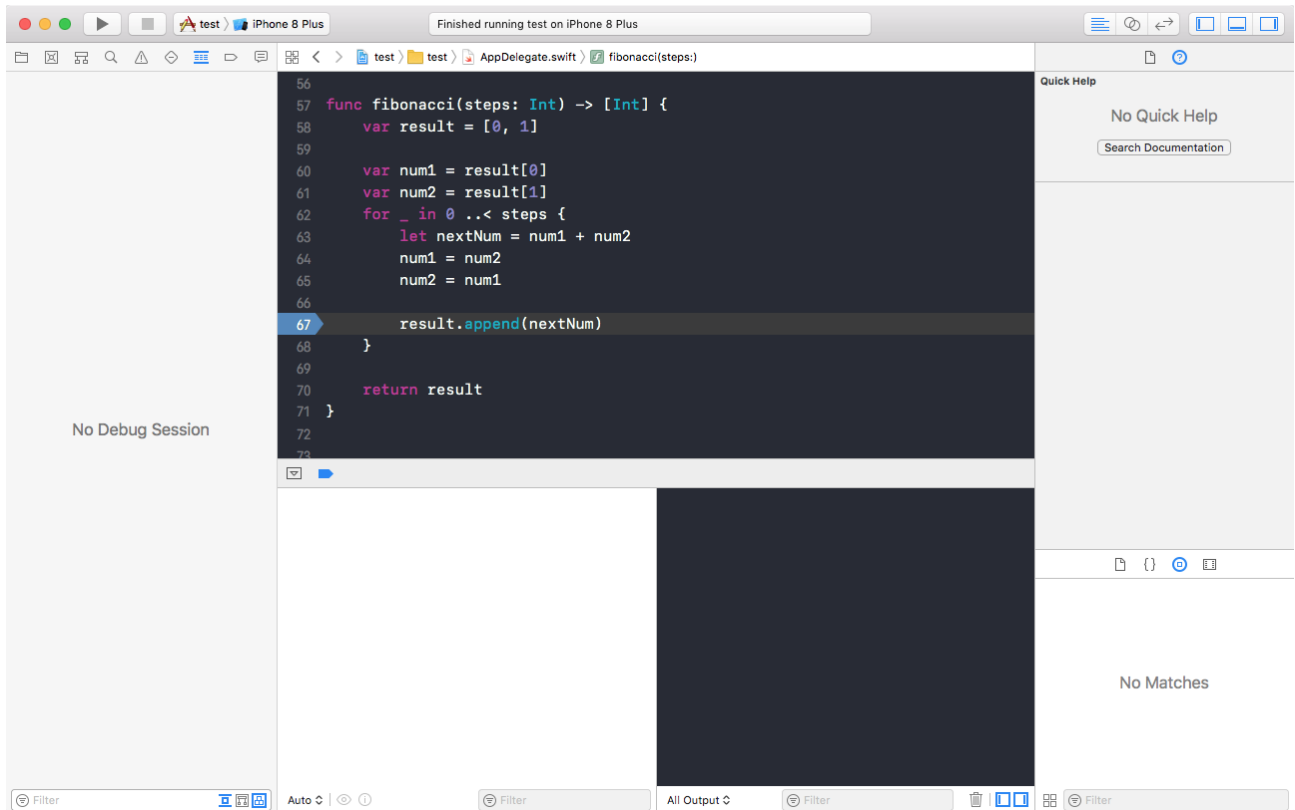 test 〉 iPhone 8 Plus
Finished running test on iPhone 8 Plus
test 〉 test 〉 AppDelegate.swift 〉 fibonacci(steps:)
Quick Help
No Quick Help
Search Documentation
No Debug Session
56
57 func fibonacci(steps: Int) -> [Int] {
58     var result = [0, 1]
59
60     var num1 = result[0]
61     var num2 = result[1]
62     for _ in 0 ..< steps {
63         let nextNum = num1 + num2
64         num1 = num2
65         num2 = num1
66
67         result.append(nextNum)
68     }
69
70     return result
71 }
72
73
{}
No Matches
Filter
Auto
Filter
All Output
Filter
Filter